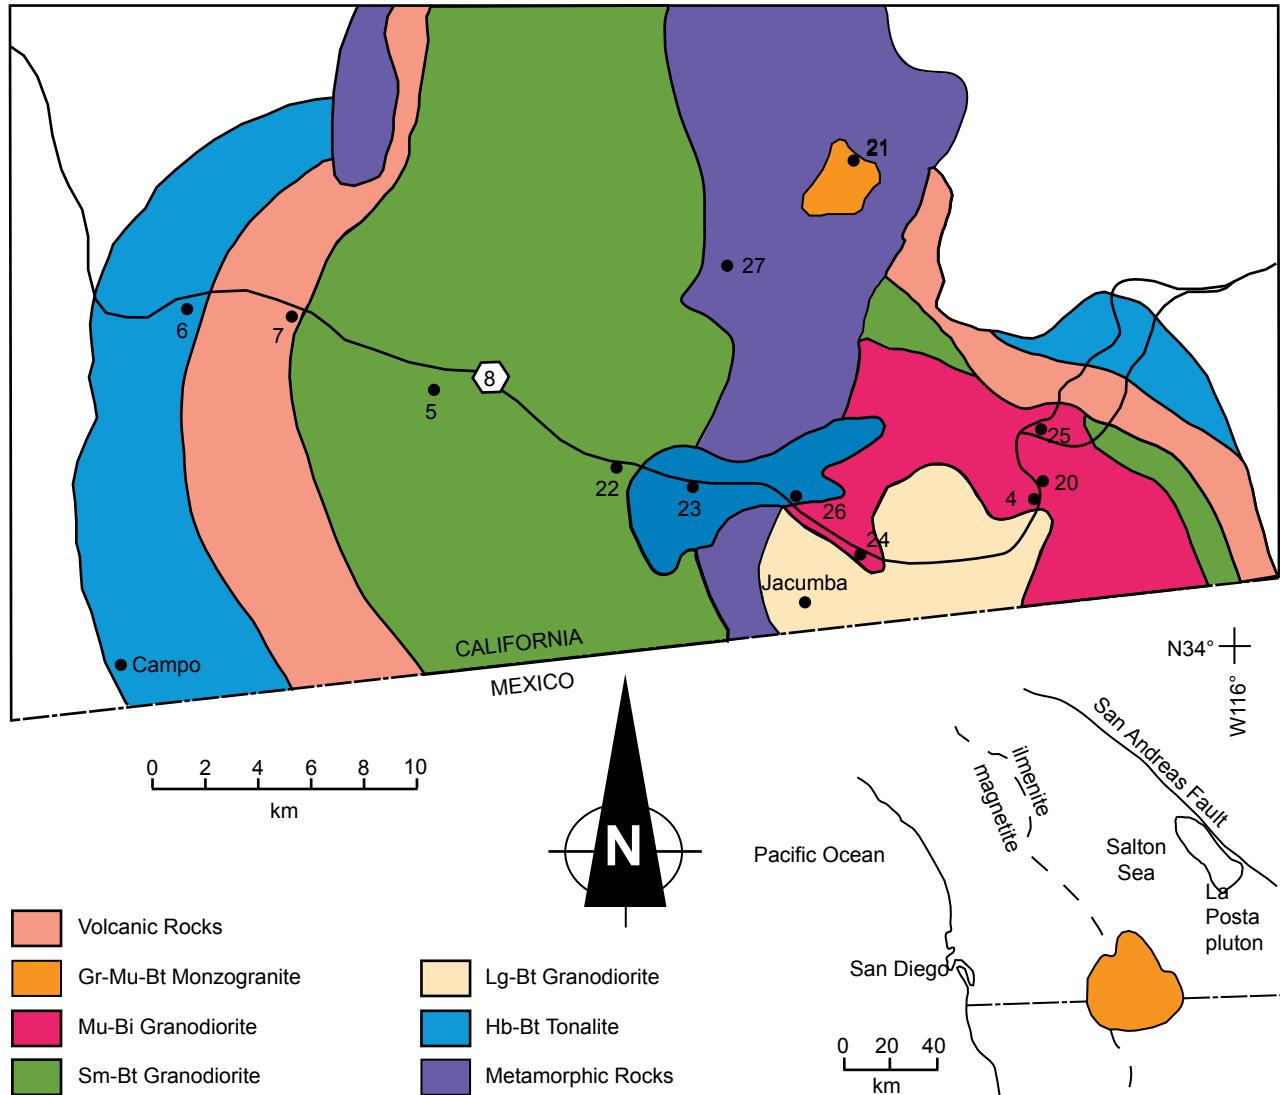 21
27
6
7
8
5
25
22
20
23
4
26
24
Jacumba
CALIFORNIA
Campo
MEXICO
N34°
W116°
San Andreas Fault
ilmenite
magnetite
0 2 4 6 8 10
km
N
Pacific Ocean
Salton
Sea
La
Posta
pluton
San Diego
0 20 40
km
Volcanic Rocks
Gr-Mu-Bt Monzogranite
Mu-Bi Granodiorite
Sm-Bt Granodiorite
Lg-Bt Granodiorite
Hb-Bt Tonalite
Metamorphic Rocks